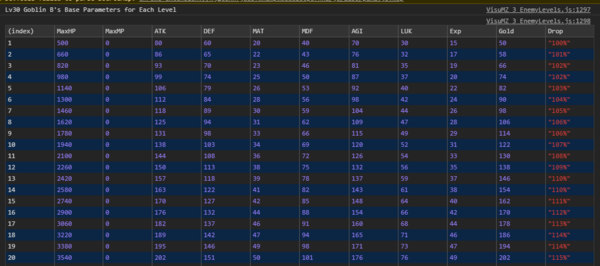 Lv30 Goblin B's Base Parameters for Each Level VisuMZ_3_EnemyLevels.js:1297
VisuMZ_3_EnemyLevels.js:1298
(index) MaxHP MaxMP ATK DEF MAT MDF AGI LUK Exp Gold Drop
1 500 0 80 60 20 40 70 30 15 50 "100%"
2 660 0 86 65 22 43 76 32 17 58 "101%"
3 820 0 93 70 23 46 81 35 19 66 "102%"
4 980 0 99 74 25 50 87 37 20 74 "102%"
5 1140 0 106 79 26 53 92 40 22 82 "103%"
6 1300 0 112 84 28 56 98 42 24 90 "104%"
7 1460 0 118 89 30 59 104 44 26 98 "105%"
8 1620 0 125 94 31 62 109 47 28 106 "106%"
9 1780 0 131 98 33 66 115 49 29 114 "106%"
10 1940 0 138 103 34 69 120 52 31 122 "107%"
11 2100 0 144 108 36 72 126 54 33 130 "108%"
12 2260 0 150 113 38 75 132 56 35 138 "109%"
13 2420 0 157 118 39 78 137 59 37 146 "110%"
14 2580 0 163 122 41 82 143 61 38 154 "110%"
15 2740 0 170 127 42 85 148 64 40 162 "111%"
16 2900 0 176 132 44 88 154 66 42 170 "112%"
17 3060 0 182 137 46 91 160 68 44 178 "113%"
18 3220 0 189 142 47 94 165 71 46 186 "114%"
19 3380 0 195 146 49 98 171 73 47 194 "114%"
20 3540 0 202 151 50 101 176 76 49 202 "115%"